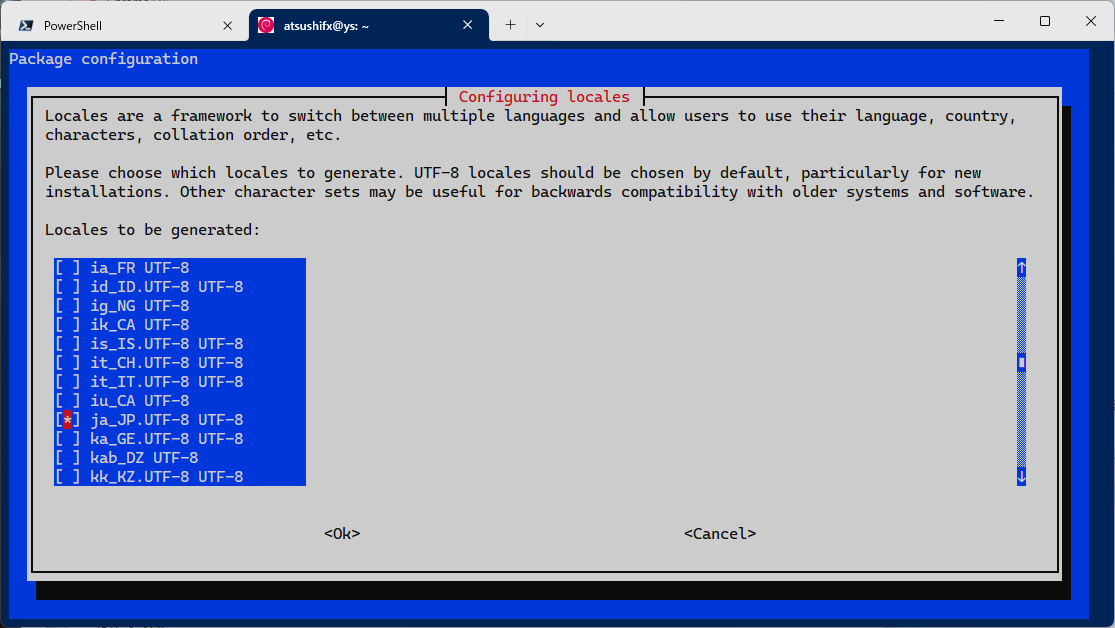 PowerShell
atsushifx@ys: ~
Package configuration
Configuring locales
Locales are a framework to switch between multiple languages and allow users to use their language, country,
characters, collation order, etc.
Please choose which locales to generate. UTF-8 locales should be chosen by default, particularly for new
installations. Other character sets may be useful for backwards compatibility with older systems and software.
Locales to be generated:
[ ] ia_FR UTF-8
[ ] id_ID.UTF-8 UTF-8
[ ] ig_NG UTF-8
[ ] ik_CA UTF-8
[ ] is_IS.UTF-8 UTF-8
[ ] it_CH.UTF-8 UTF-8
[ ] it_IT.UTF-8 UTF-8
[ ] iu_CA UTF-8
[*] ja_JP.UTF-8 UTF-8
[ ] ka_GE.UTF-8 UTF-8
[ ] kab_DZ UTF-8
[ ] kk_KZ.UTF-8 UTF-8
<Ok> <Cancel>